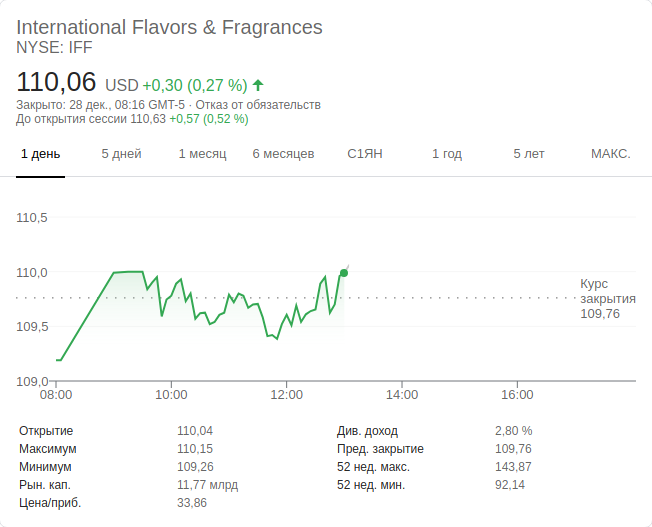 International Flavors & Fragrances
NYSE: IFF
110,06 USD +0,30 (0,27 %)
Закрыто: 28 дек., 08:16 GMT-5 · Отказ от обязательств
До открытия сессии 110,63 +0,57 (0,52 %)
1 день 5 дней 1 месяц 6 месяцев С1ЯН 1 год 5 лет МАКС.
110,5
110,0
Курс
закрытия
109,76
109,5
109,0
08:00 10:00 12:00 14:00 16:00
Открытие 110,04 Див. доход 2,80 %
Максимум 110,15 Пред. закрытие 109,76
Минимум 109,26 52 нед. макс. 143,87
Рын. кап. 11,77 млрд 52 нед. мин. 92,14
Цена/приб. 33,86